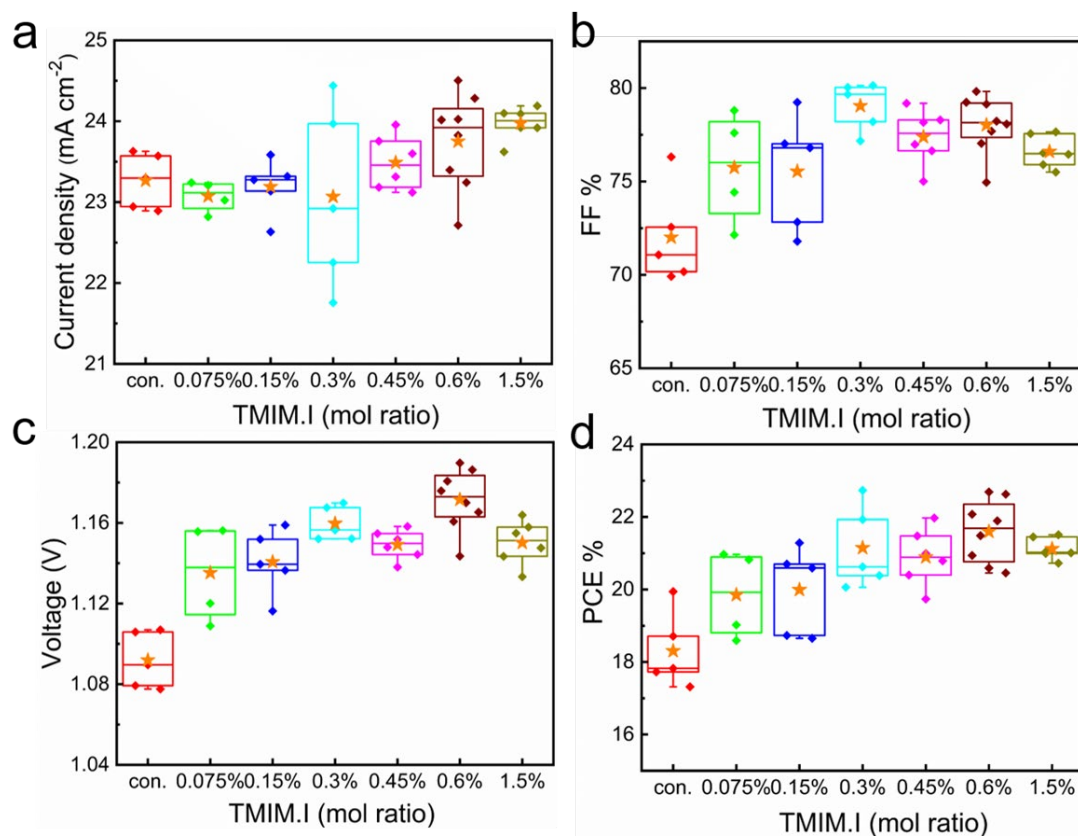 a
Current density (mA cm⁻²)
25
24
23
22
21
con. 0.075% 0.15% 0.3% 0.45% 0.6% 1.5%
TMIM.I (mol ratio)
b
FF %
80
75
70
65
con. 0.075% 0.15% 0.3% 0.45% 0.6% 1.5%
TMIM.I (mol ratio)
c
Voltage (V)
1.20
1.16
1.12
1.08
1.04
con. 0.075% 0.15% 0.3% 0.45% 0.6% 1.5%
TMIM.I (mol ratio)
d
PCE %
24
22
20
18
16
con. 0.075% 0.15% 0.3% 0.45% 0.6% 1.5%
TMIM.I (mol ratio)